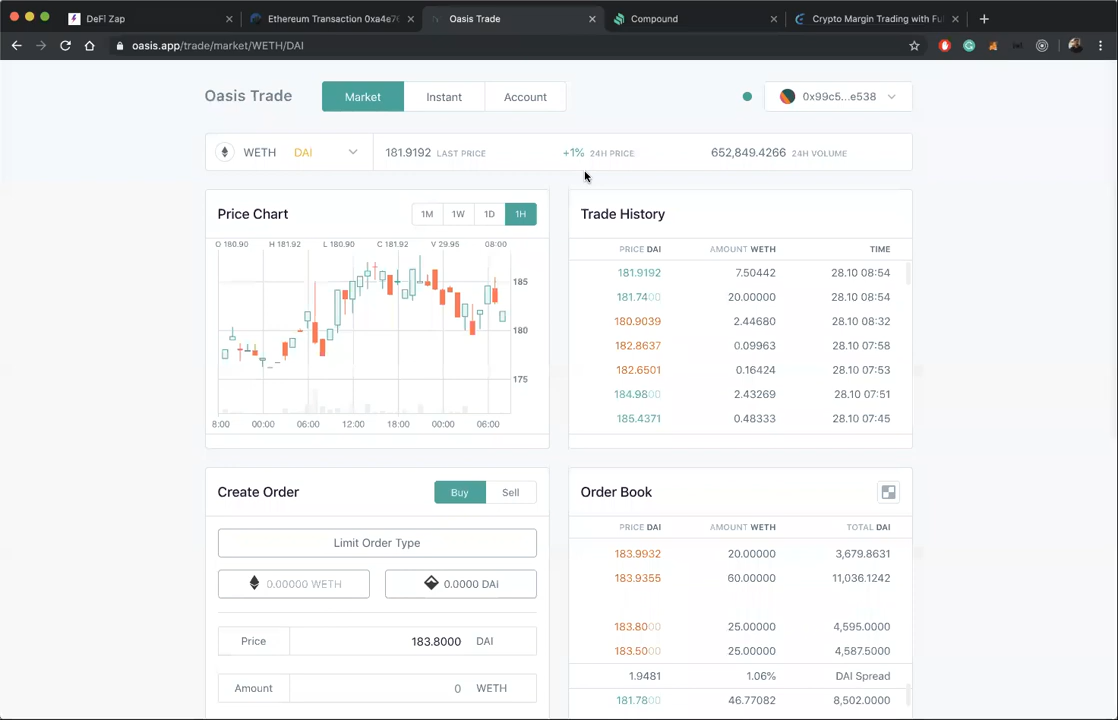 DeFi Zap
Ethereum Transaction 0xa4e7
Oasis Trade
Compound
Crypto Margin Trading with Fu
oasis.app/trade/market/WETH/DAI
Oasis Trade
Market
Instant
Account
0x99c5...e538
WETH DAI
181.9192 LAST PRICE
+1% 24H PRICE
652,849.4266 24H VOLUME
Price Chart
1M 1W 1D 1H
O 180.90 H 181.92 L 180.90 C 181.92 V 29.95 08:00
185
180
175
8:00 00:00 06:00 12:00 18:00 00:00 06:00
Trade History
PRICE DAI AMOUNT WETH TIME
181.9192 7.50442 28.10 08:54
181.7400 20.00000 28.10 08:54
180.9039 2.44680 28.10 08:32
182.8637 0.09963 28.10 07:58
182.6501 0.16424 28.10 07:53
184.9800 2.43269 28.10 07:51
185.4371 0.48333 28.10 07:45
Create Order
Buy Sell
Limit Order Type
0.00000 WETH
0.0000 DAI
Price 183.8000 DAI
Amount 0 WETH
Order Book
PRICE DAI AMOUNT WETH TOTAL DAI
183.9932 20.00000 3,679.8631
183.9355 60.00000 11,036.1242
183.8000 25.00000 4,595.0000
183.5000 25.00000 4,587.5000
1.9481 1.06% DAI Spread
181.7800 46.77082 8,502.0000